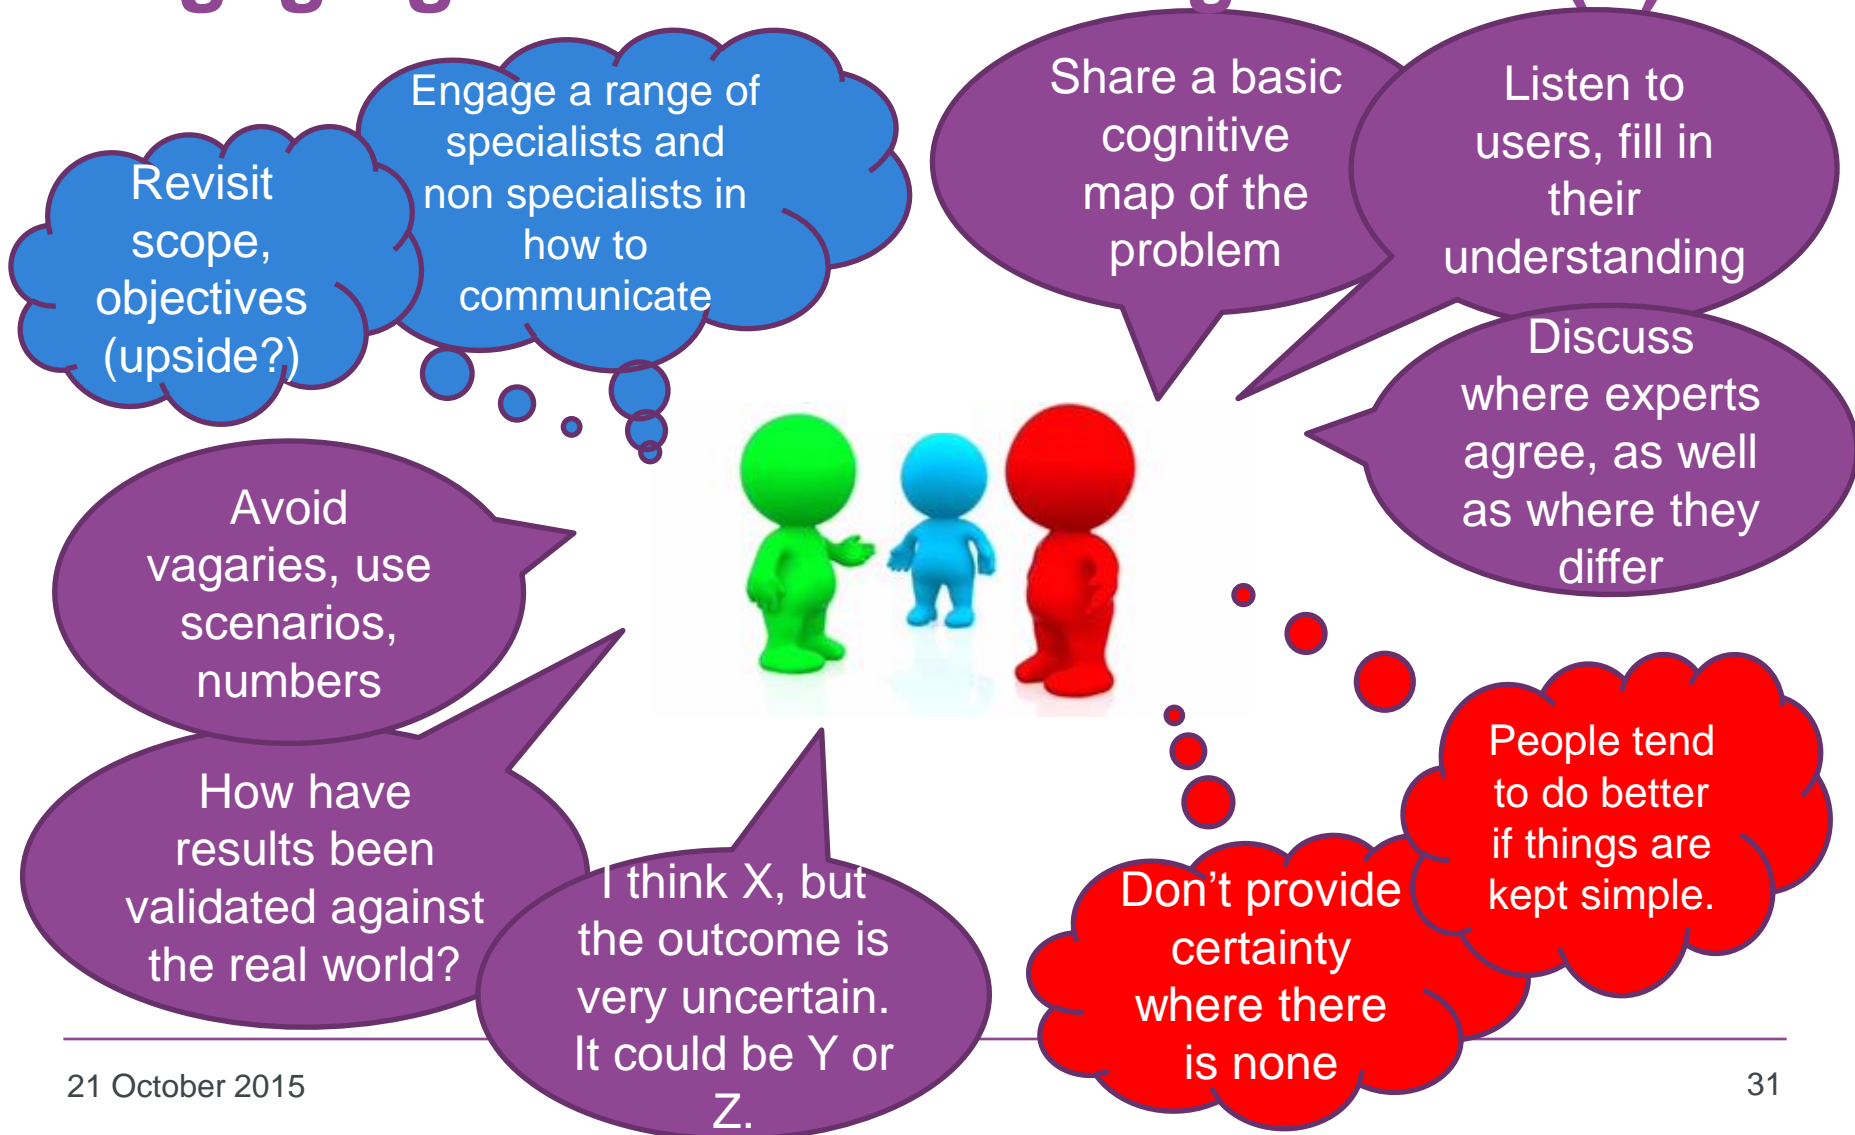 Engage a range of
specialists and
non specialists in
how to
communicate
Revisit
scope,
objectives
(upside?)
Share a basic
cognitive
map of the
problem
Listen to
users, fill in
their
understanding
Discuss
where experts
agree, as well
as where they
differ
Avoid
vagaries, use
scenarios,
numbers
How have
results been
validated against
the real world?
I think X, but
the outcome is
very uncertain.
It could be Y or
Z.
Don’t provide
certainty
where there
is none
People tend
to do better
if things are
kept simple.
21 October 2015
31